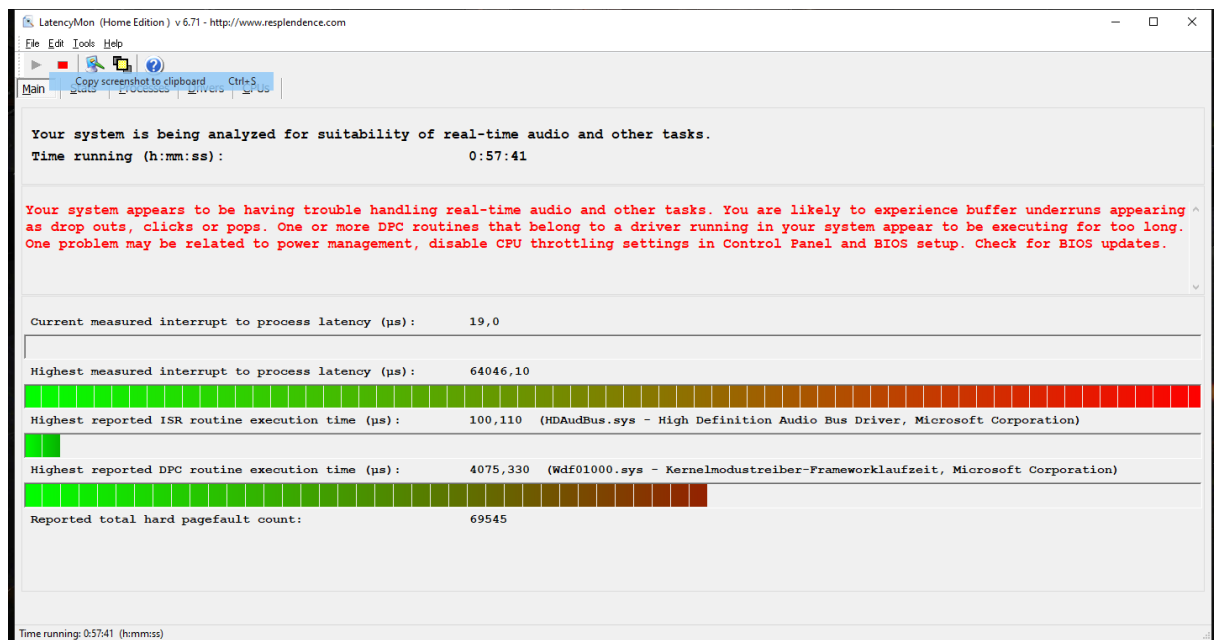 LatencyMon (Home Edition ) v 6.71 - http://www.resplendence.com
File Edit Tools Help
Copy screenshot to clipboard Ctrl+S
Main Stats Processes Drivers CPUs
Your system is being analyzed for suitability of real-time audio and other tasks.
Time running (h:mm:ss): 0:57:41
Your system appears to be having trouble handling real-time audio and other tasks. You are likely to experience buffer underruns appearing
as drop outs, clicks or pops. One or more DPC routines that belong to a driver running in your system appear to be executing for too long.
One problem may be related to power management, disable CPU throttling settings in Control Panel and BIOS setup. Check for BIOS updates.
Current measured interrupt to process latency (µs): 19,0
Highest measured interrupt to process latency (µs): 64046,10
Highest reported ISR routine execution time (µs): 100,110 (HDAudBus.sys - High Definition Audio Bus Driver, Microsoft Corporation)
Highest reported DPC routine execution time (µs): 4075,330 (Wdf01000.sys - Kernelmodustreiber-Frameworklaufzeit, Microsoft Corporation)
Reported total hard pagefault count: 69545
Time running: 0:57:41 (h:mm:ss)